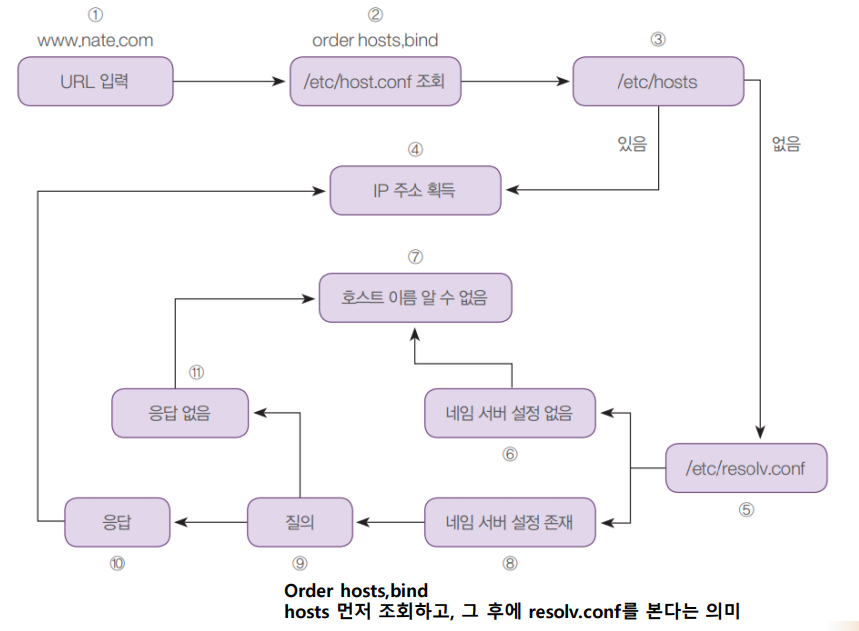 ①
www.nate.com
URL 입력
②
order hosts,bind
/etc/host.conf 조회
③
/etc/hosts
있음
없음
④
IP 주소 획득
⑦
호스트 이름 알 수 없음
⑪
응답 없음
네임 서버 설정 없음
⑥
/etc/resolv.conf
⑤
응답
⑩
질의
⑨
네임 서버 설정 존재
⑧
Order hosts,bind
hosts 먼저 조회하고, 그 후에 resolv.conf를 본다는 의미